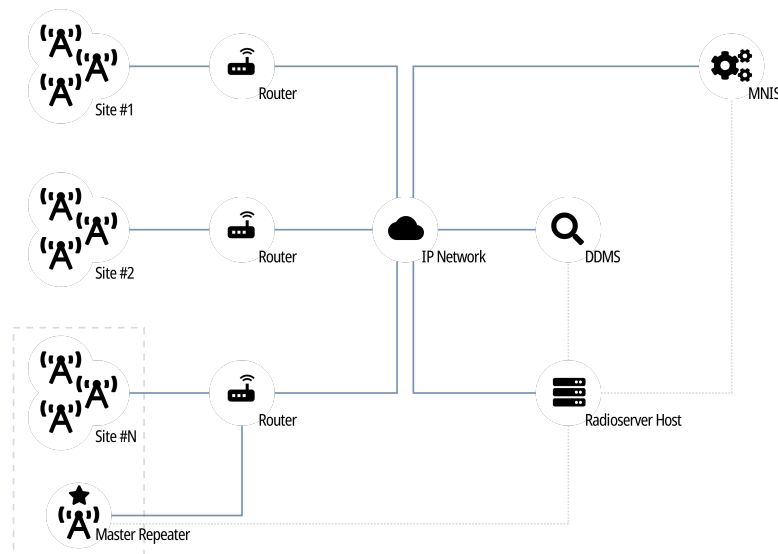 Site #1
Router
MNIS
Site #2
Router
IP Network
DDMS
Site #N
Router
Radioserver Host
Master Repeater